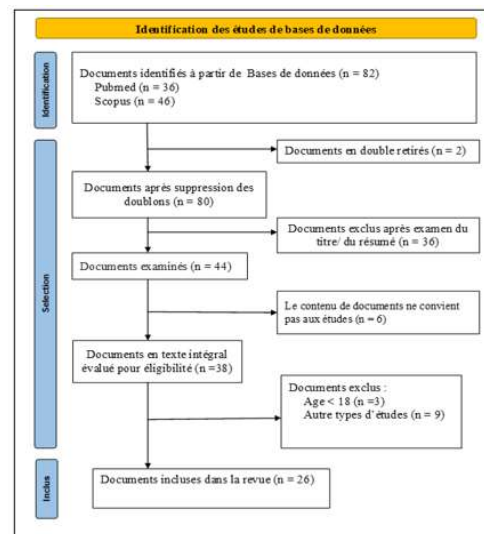 Identification des études de bases de données
Identification
Documents identifiés à partir de Bases de données (n = 82)
Pubmed (n = 36)
Scopus (n = 46)
Documents en double retirés (n = 2)
Selection
Documents après suppression des
doublons (n = 80)
Documents exclus après examen du
titre/ du résumé (n = 36)
Documents examinés (n = 44)
Le contenu de documents ne convient
pas aux études (n = 6)
Documents en texte intégral
évalué pour éligibilité (n =38)
Documents exclus :
Age < 18 (n =3)
Autre types d'études (n = 9)
Inclus
Documents incluses dans la revue (n = 26)